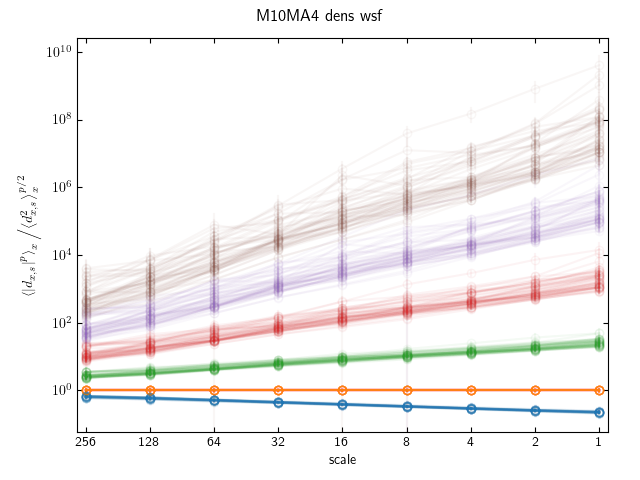 M10MA4 dens wsf
⟨|d_{x,s}|^p⟩_x / ⟨d²_{x,s}⟩_x^{p/2}
10^{10}
10^8
10^6
10^4
10^2
10^0
256 128 64 32 16 8 4 2 1
scale